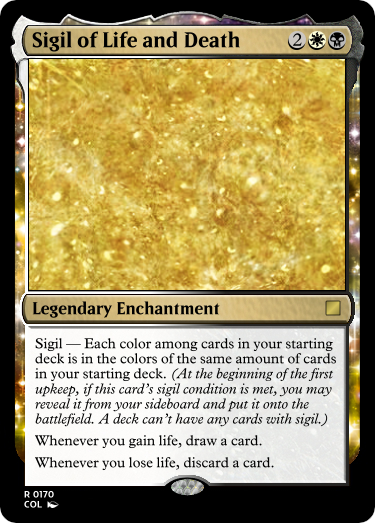 Sigil of Life and Death 2
Legendary Enchantment
Sigil — Each color among cards in your starting
deck is in the colors of the same amount of cards
in your starting deck. (At the beginning of the first
upkeep, if this card's sigil condition is met, you may
reveal it from your sideboard and put it onto the
battlefield. A deck can't have any cards with sigil.)
Whenever you gain life, draw a card.
Whenever you lose life, discard a card.
R 0170
COL